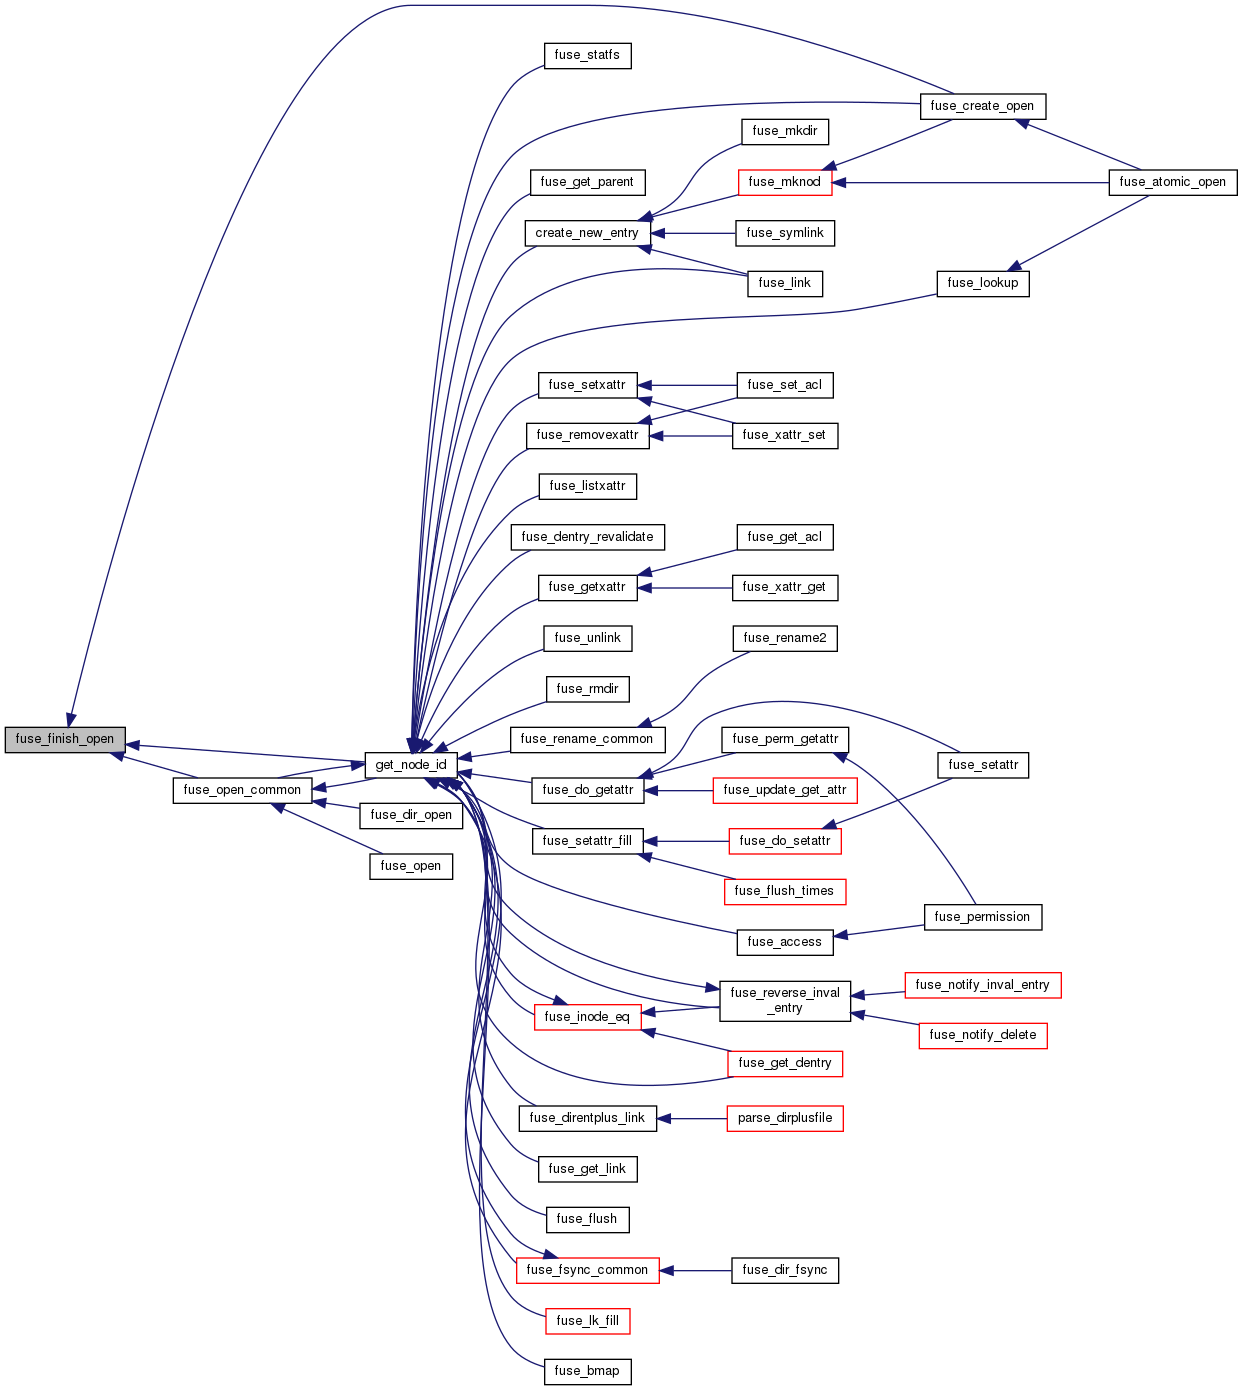 fuse_statfs
fuse_create_open
fuse_mkdir
fuse_get_parent
fuse_mknod
fuse_atomic_open
create_new_entry
fuse_symlink
fuse_link
fuse_lookup
fuse_setxattr
fuse_set_acl
fuse_removexattr
fuse_xattr_set
fuse_listxattr
fuse_dentry_revalidate
fuse_get_acl
fuse_getxattr
fuse_xattr_get
fuse_unlink
fuse_rename2
fuse_rmdir
fuse_finish_open
fuse_rename_common
fuse_perm_getattr
get_node_id
fuse_setattr
fuse_open_common
fuse_do_getattr
fuse_update_get_attr
fuse_dir_open
fuse_setattr_fill
fuse_do_setattr
fuse_open
fuse_flush_times
fuse_permission
fuse_access
fuse_reverse_inval
_entry
fuse_notify_inval_entry
fuse_inode_eq
fuse_notify_delete
fuse_get_dentry
fuse_direntplus_link
parse_dirplusfile
fuse_get_link
fuse_flush
fuse_fsync_common
fuse_dir_fsync
fuse_lk_fill
fuse_bmap